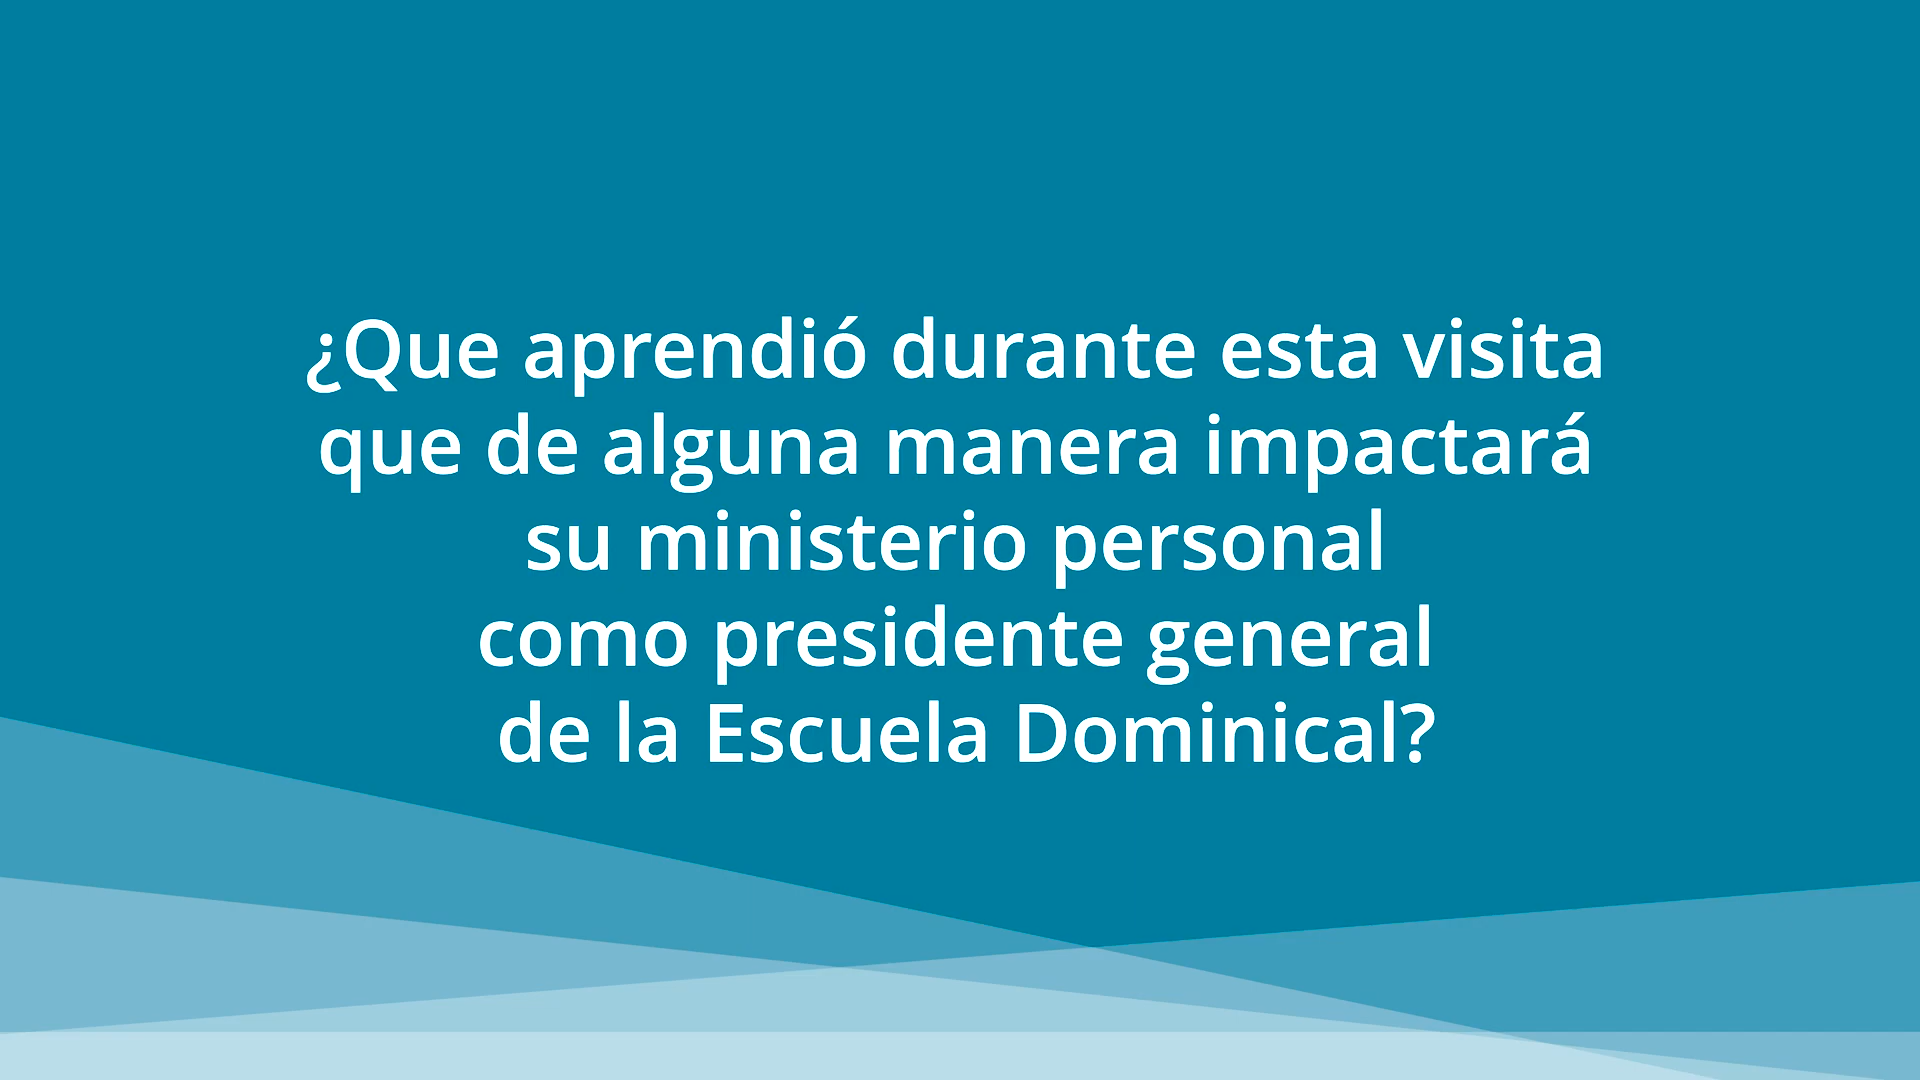 ¿Que aprendió durante esta visita
que de alguna manera impactará
su ministerio personal
como presidente general
de la Escuela Dominical?